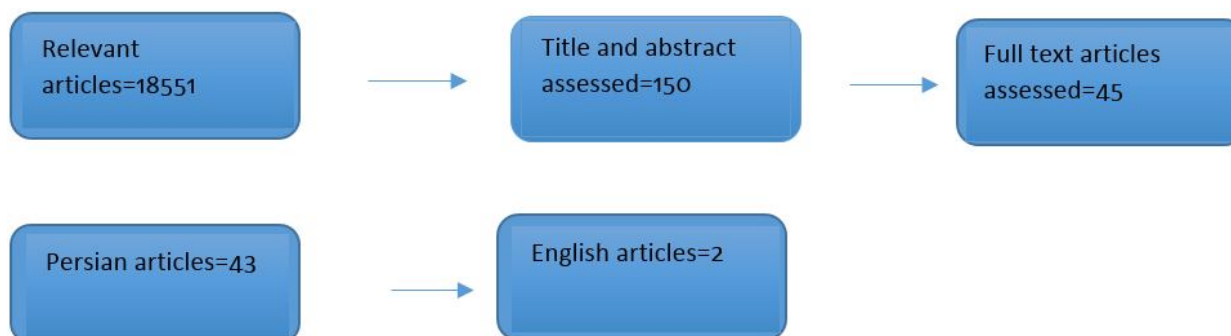 Relevant
articles=18551
Title and abstract
assessed=150
Full text articles
assessed=45
Persian articles=43
English articles=2